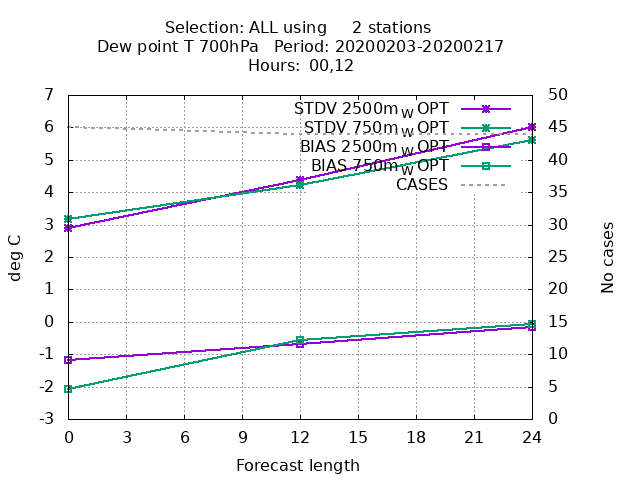 Selection: ALL using 2 stations
Dew point T 700hPa Period: 20200203-20200217
Hours: 00,12
STDV 2500m_W OPT
STDV 750m_W OPT
BIAS 2500m_W OPT
BIAS 750m_W OPT
CASES
7
6
5
4
3
2
1
0
-1
-2
-3
deg C
50
45
40
35
30
25
20
15
10
5
0
No cases
0 3 6 9 12 15 18 21 24
Forecast length